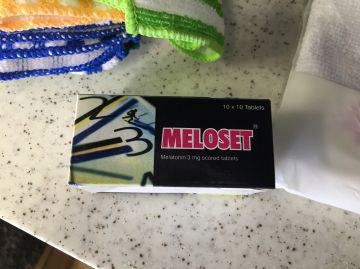 10 x 10 Tablets
MELOSET®
Melatonin 3 mg scored tablets